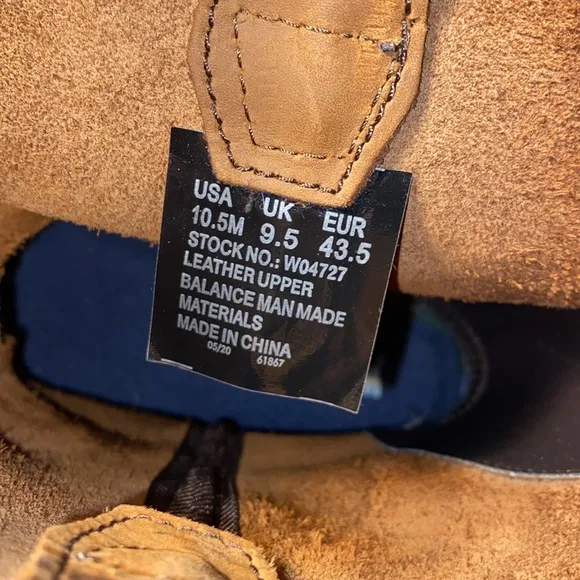 USA UK EUR
10.5M 9.5 43.5
STOCK NO.: W04727
LEATHER UPPER
BALANCE MAN MADE
MATERIALS
MADE IN CHINA
05/20 61867